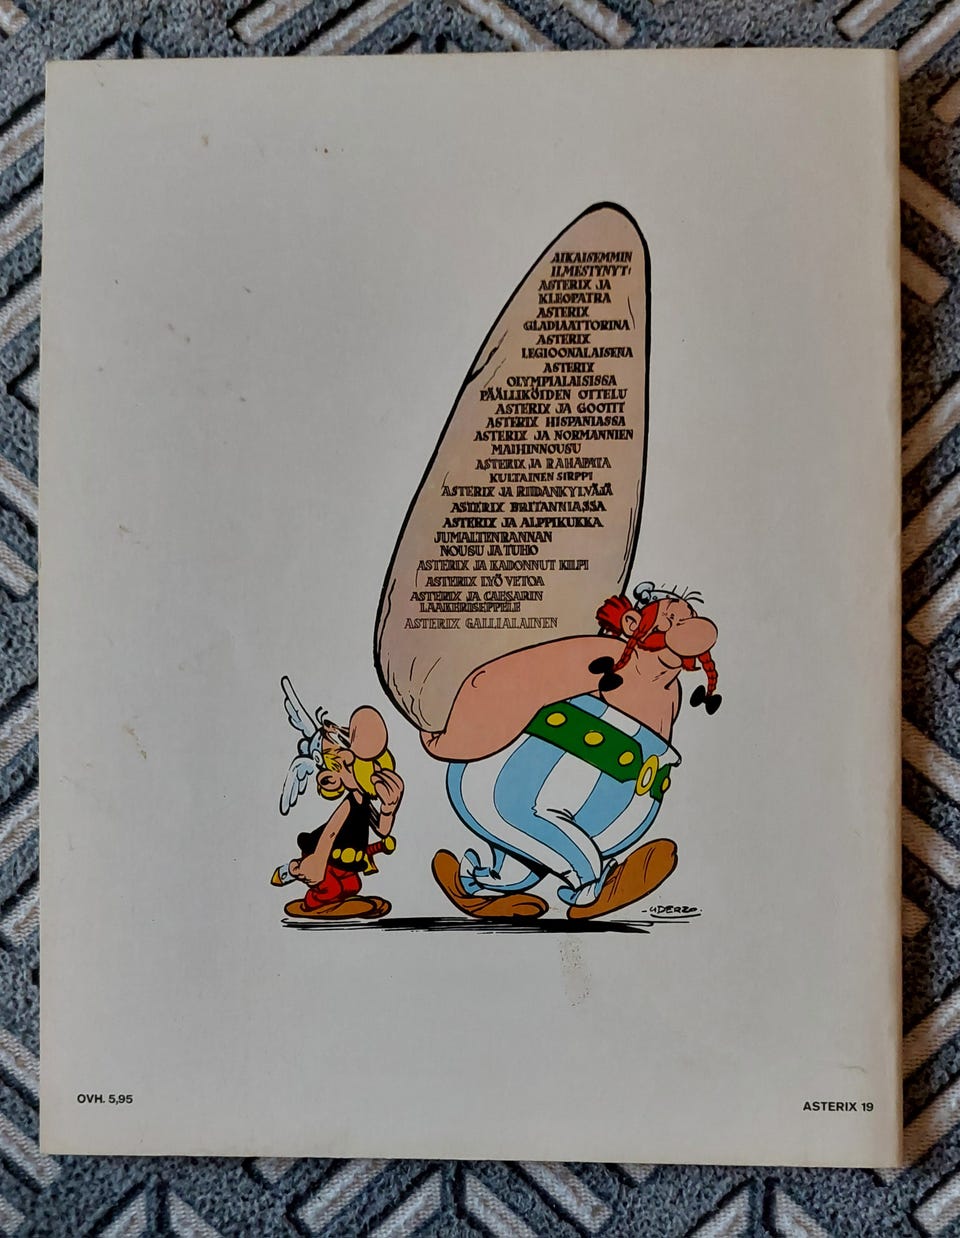 AIKAISEMMIN
ILMESTYNYT:
ASTERIX JA
KLEOPATRA
ASTERIX
GLADIAATTORINA
ASTERIX
LEGIOONALAISENA
ASTERIX
OLYMPIALAISISSA
PÄÄLLIKÖIDEN OTTELU
ASTERIX JA GOOTIT
ASTERIX HISPANIASSA
ASTERIX JA NORMANNIEN
MAIHINNOUSU
ASTERIX JA RAHAPATA
KULTAINEN SIRPPI
ASTERIX JA RIIDANKYLVÄJÄ
ASTERIX BRITANNIASSA
ASTERIX JA ALPPIKUKKA
JUMALTENRANNAN
NOUSU JA TUHO
ASTERIX JA KADONNUT KILPI
ASTERIX LYÖ VETOA
ASTERIX JA CAESARIN
LAAKERISEPPELE
ASTERIX GALLIALAINEN
-UDERZO-
OVH. 5,95
ASTERIX 19